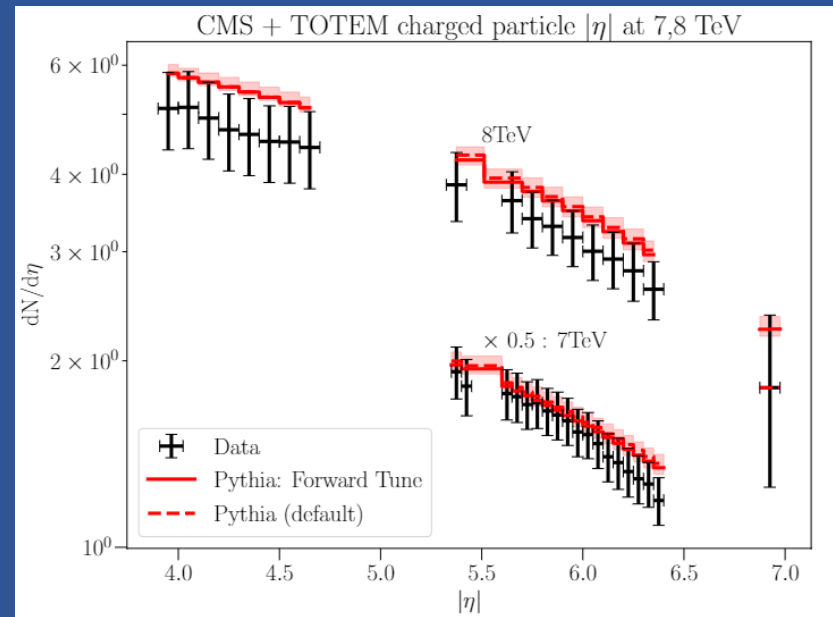 CMS + TOTEM charged particle |η| at 7,8 TeV
6 × 10⁰
4 × 10⁰
3 × 10⁰
2 × 10⁰
10⁰
dN/dη
8TeV
× 0.5 : 7TeV
Data
Pythia: Forward Tune
Pythia (default)
4.0 4.5 5.0 5.5 6.0 6.5 7.0
|η|